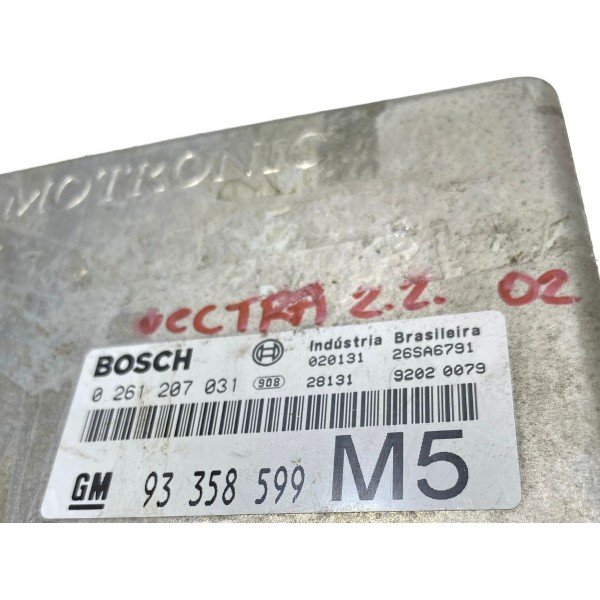 MOTRONIC
VECTRA 2.2. 02
BOSCH Indústria Brasileira
020131 26SA6791
0 261 207 031 908 28131 9202 0079
GM 93 358 599 M5